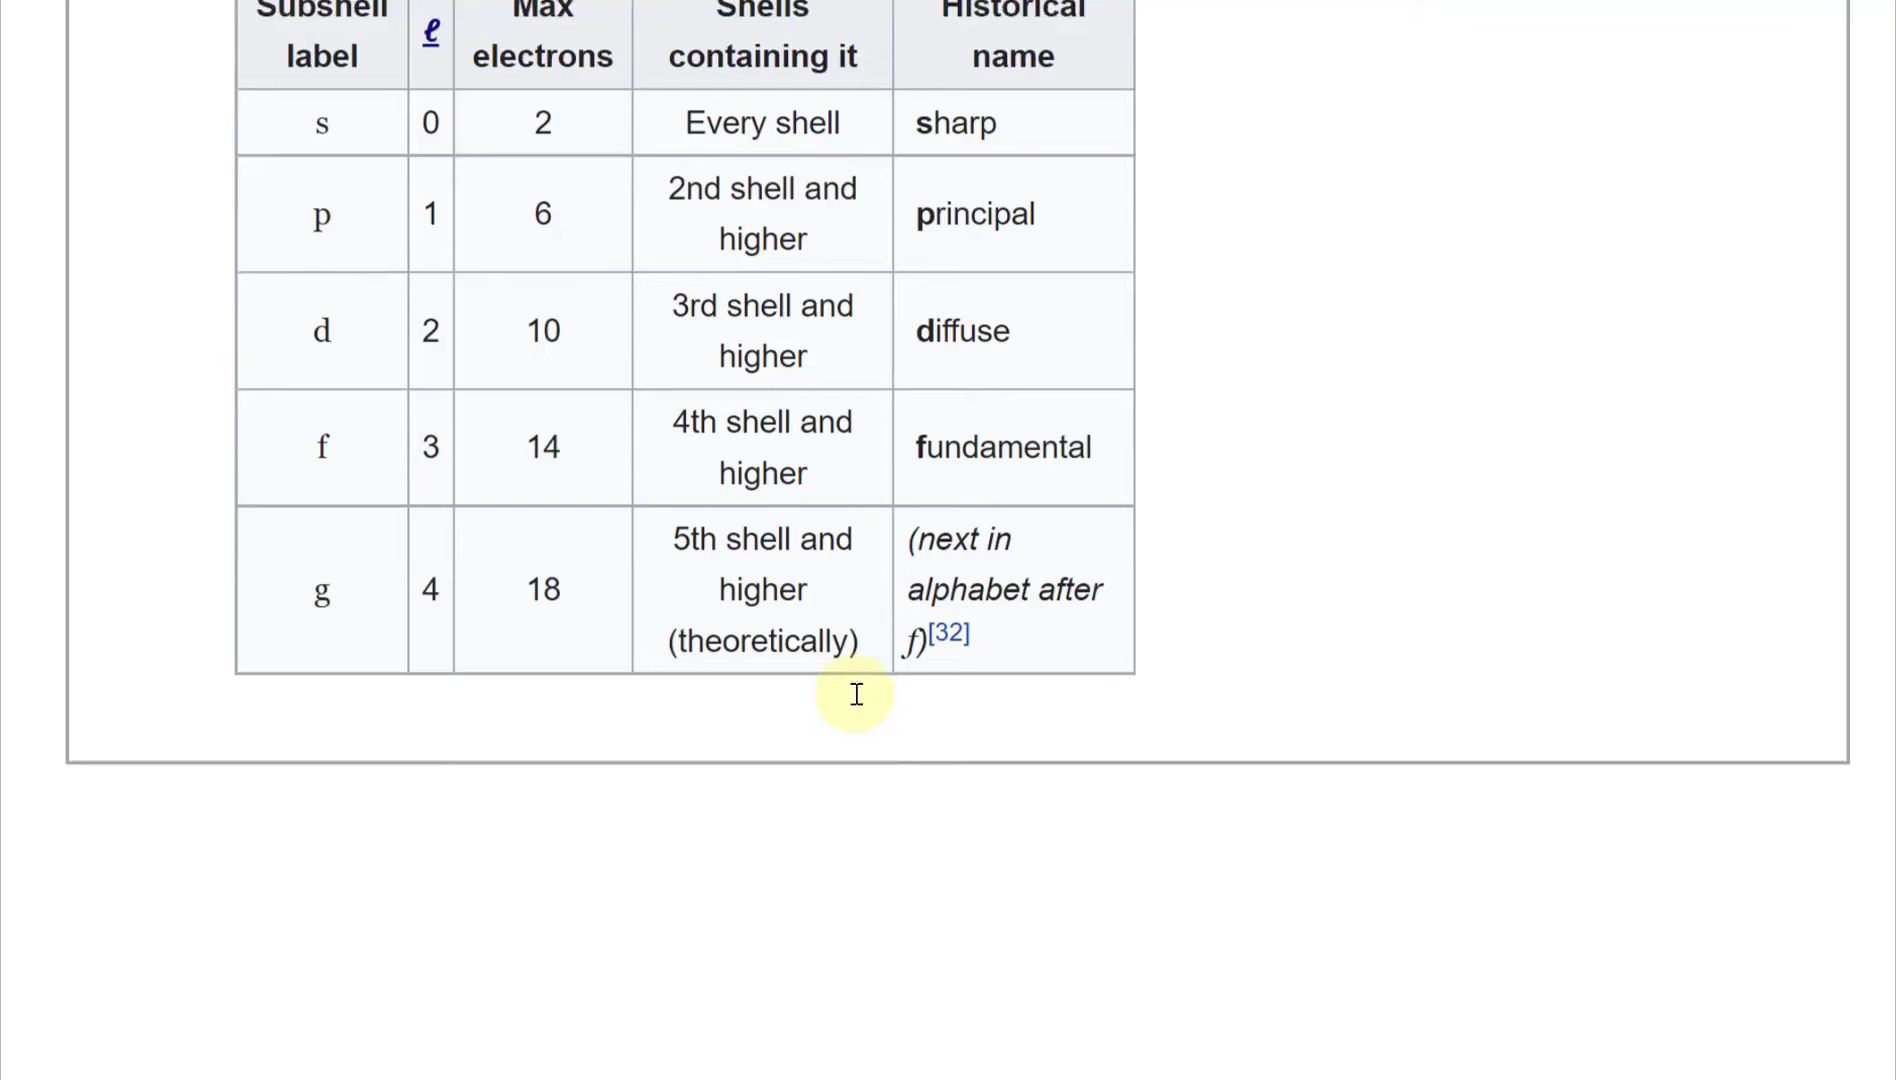 Subshell label | ℓ | Max electrons | Shells containing it | Historical name
s | 0 | 2 | Every shell | sharp
p | 1 | 6 | 2nd shell and higher | principal
d | 2 | 10 | 3rd shell and higher | diffuse
f | 3 | 14 | 4th shell and higher | fundamental
g | 4 | 18 | 5th shell and higher (theoretically) | (next in alphabet after f)[32]